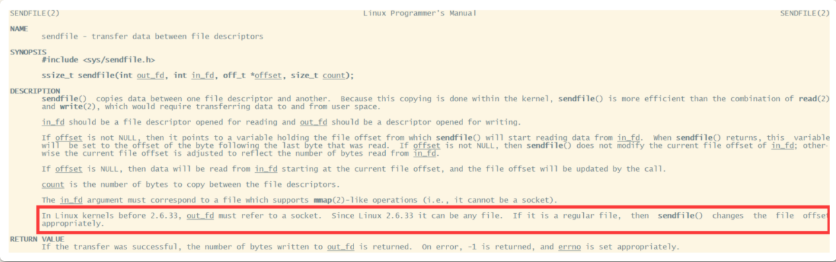 SENDFILE(2) Linux Programmer's Manual SENDFILE(2)
NAME
sendfile - transfer data between file descriptors
SYNOPSIS
#include <sys/sendfile.h>
ssize_t sendfile(int out_fd, int in_fd, off_t *offset, size_t count);
DESCRIPTION
sendfile() copies data between one file descriptor and another. Because this copying is done within the kernel, sendfile() is more efficient than the combination of read(2)
and write(2), which would require transferring data to and from user space.
in_fd should be a file descriptor opened for reading and out_fd should be a descriptor opened for writing.
If offset is not NULL, then it points to a variable holding the file offset from which sendfile() will start reading data from in_fd. When sendfile() returns, this variable
will be set to the offset of the byte following the last byte that was read. If offset is not NULL, then sendfile() does not modify the current file offset of in_fd; other-
wise the current file offset is adjusted to reflect the number of bytes read from in_fd.
If offset is NULL, then data will be read from in_fd starting at the current file offset, and the file offset will be updated by the call.
count is the number of bytes to copy between the file descriptors.
The in_fd argument must correspond to a file which supports mmap(2)-like operations (i.e., it cannot be a socket).
In Linux kernels before 2.6.33, out_fd must refer to a socket. Since Linux 2.6.33 it can be any file. If it is a regular file, then sendfile() changes the file offset
appropriately.
RETURN VALUE
If the transfer was successful, the number of bytes written to out_fd is returned. On error, -1 is returned, and errno is set appropriately.